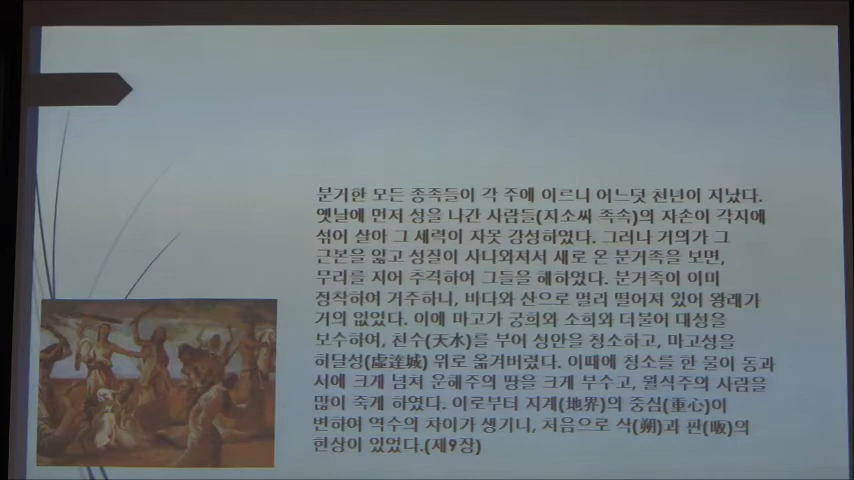 분거한 모든 종족들이 각 주에 이르니 어느덧 천년이 지났다.
옛날에 먼저 성을 나간 사람들(지소씨 족속)의 자손이 각지에
섞여 살아 그 세력이 자못 강성하였다. 그러나 거의가 그
근본을 잃고 성질이 사나와져서 새로 온 분거족을 보면,
무리를 지어 추격하여 그들을 해하였다. 분거족이 이미
정착하여 거주하니, 바다와 산으로 멀리 떨어져 있어 왕래가
거의 없었다. 이에 마고가 궁희와 소희와 더불어 대성을
보수하여, 천수(天水)를 부어 성안을 청소하고, 마고성을
허달성(虛達城) 위로 옮겨버렸다. 이때에 청소를 한 물이 동과
서에 크게 넘쳐 운해주의 땅을 크게 부수고, 월식주의 사람을
많이 죽게 하였다. 이로부터 지계(地界)의 중심(重心)이
변하여 역수의 차이가 생기니, 처음으로 삭(朔)과 판(昄)의
현상이 있었다.(제9장)